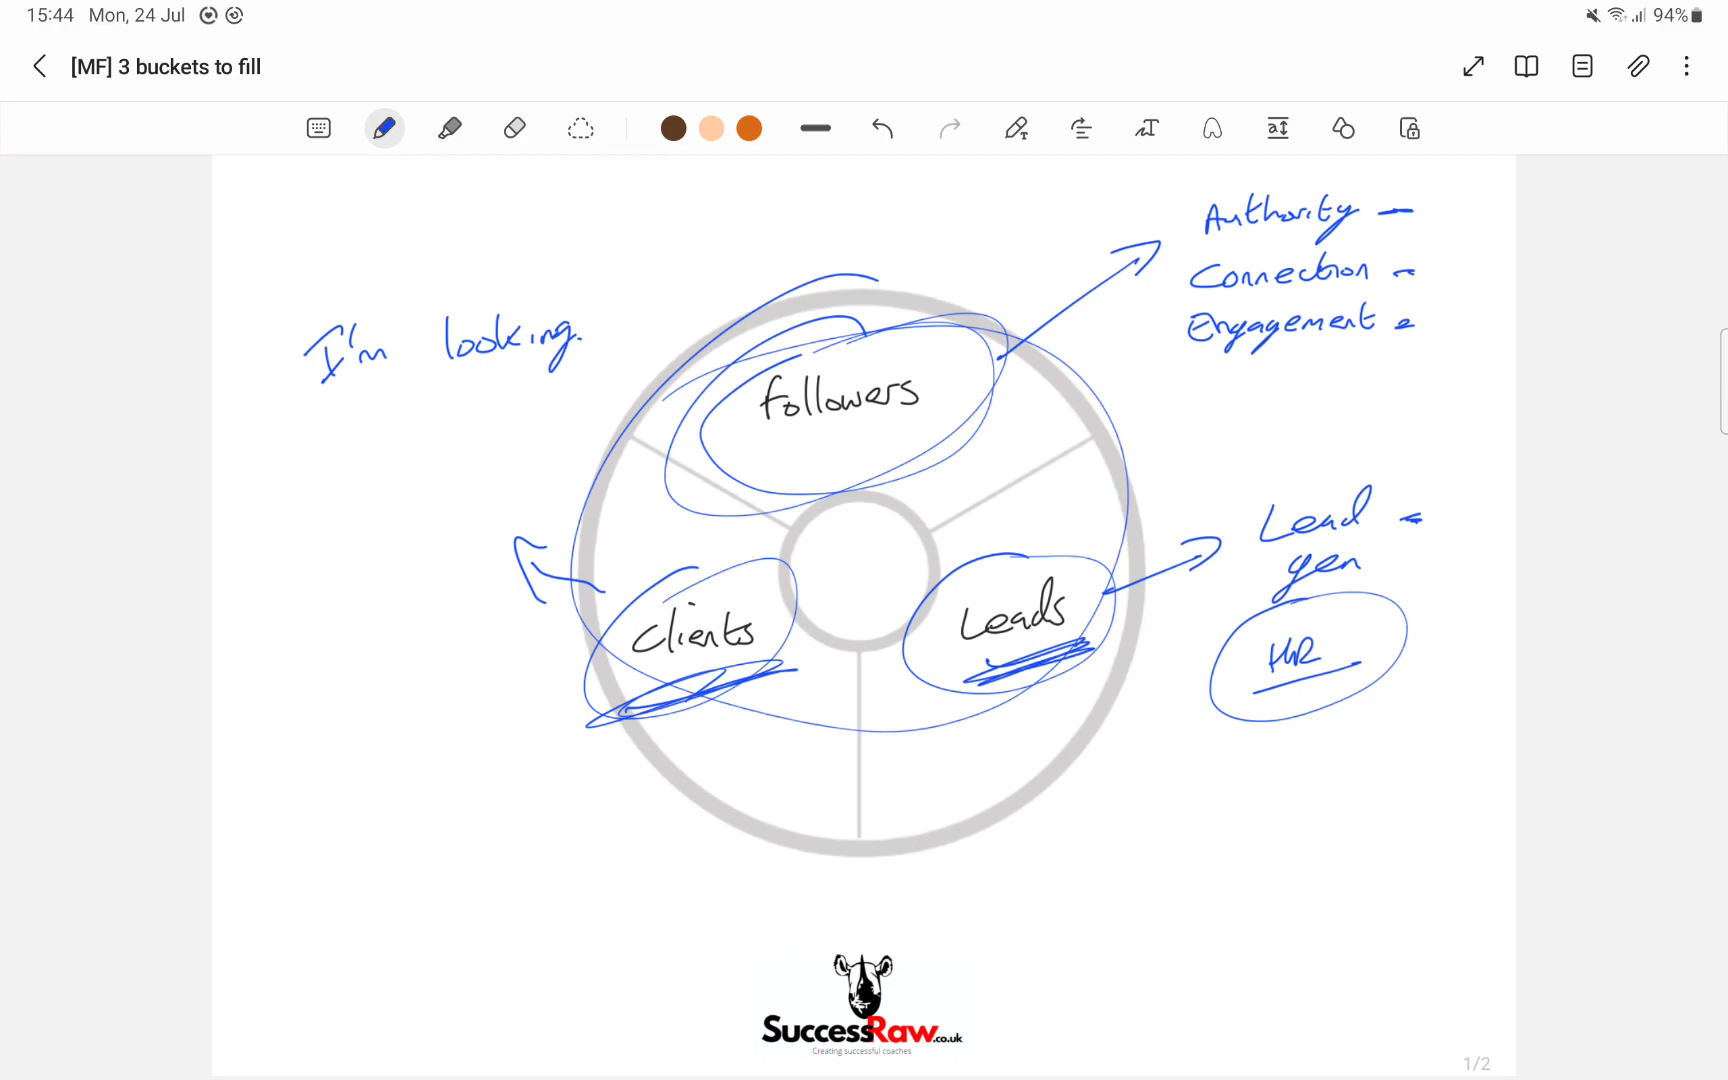 15:44 Mon, 24 Jul
94%
[MF] 3 buckets to fill
Authority -
Connection -
Engagement -
I'm looking.
followers
Lead -
gen
Clients
Leads
SuccessRaw.co.uk
Creating successful coaches
1/2